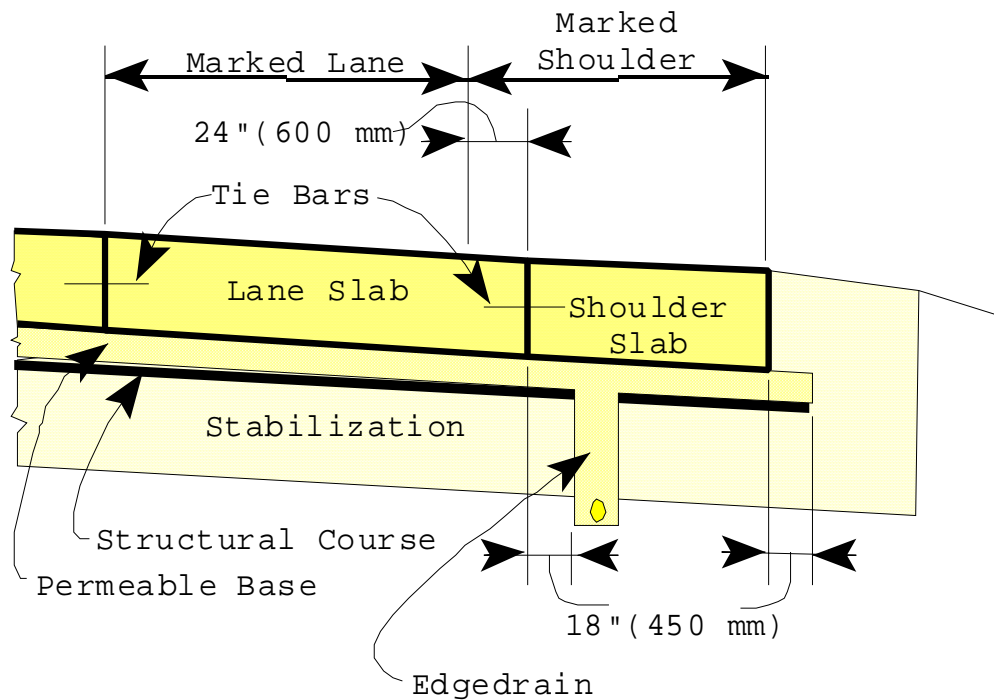 Marked
Shoulder
Marked Lane
24"(600 mm)
Tie Bars
Lane Slab
Shoulder
Slab
Stabilization
Structural Course
Permeable Base
18"(450 mm)
Edgedrain